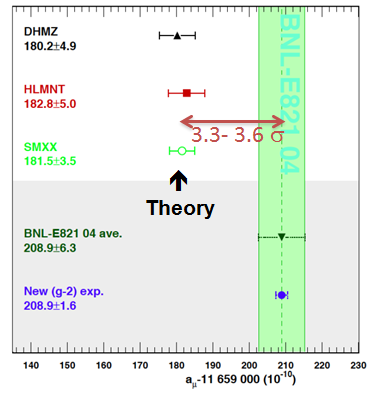 DHMZ
180.2±4.9
BNL-E821 04
HLMNT
182.8±5.0
3.3- 3.6 σ
SMXX
181.5±3.5
Theory
BNL-E821 04 ave.
208.9±6.3
New (g-2) exp.
208.9±1.6
140 150 160 170 180 190 200 210 220 230
aμ-11 659 000 (10⁻¹⁰)